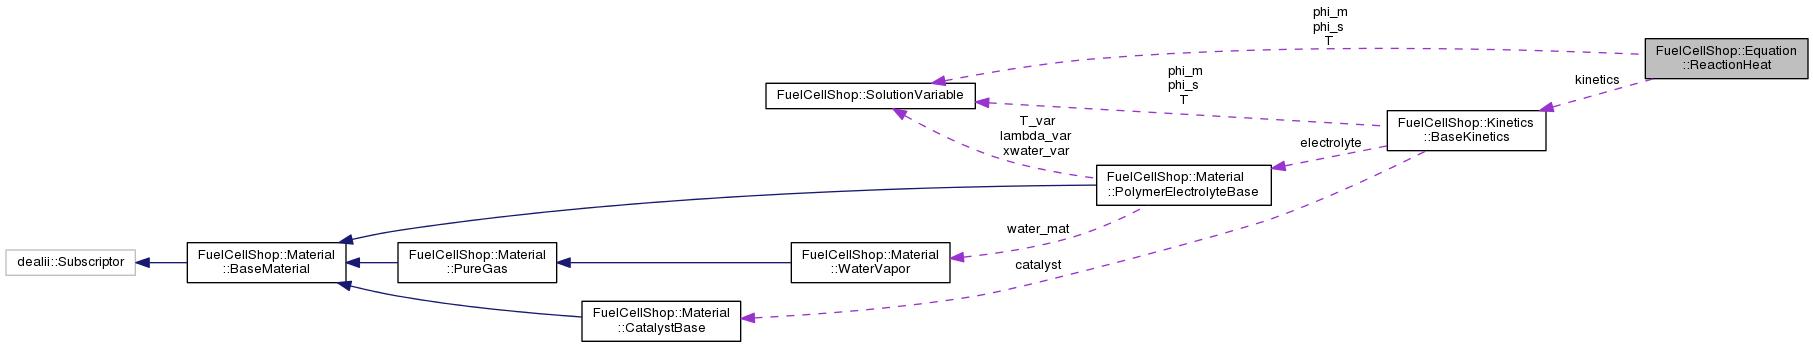 phi_m
phi_s
T
FuelCellShop::Equation
::ReactionHeat
phi_m
phi_s
T
kinetics
FuelCellShop::SolutionVariable
T_var
lambda_var
xwater_var
FuelCellShop::Kinetics
::BaseKinetics
electrolyte
FuelCellShop::Material
::PolymerElectrolyteBase
water_mat
dealii::Subscriptor
FuelCellShop::Material
::BaseMaterial
FuelCellShop::Material
::PureGas
FuelCellShop::Material
::WaterVapor
catalyst
FuelCellShop::Material
::CatalystBase